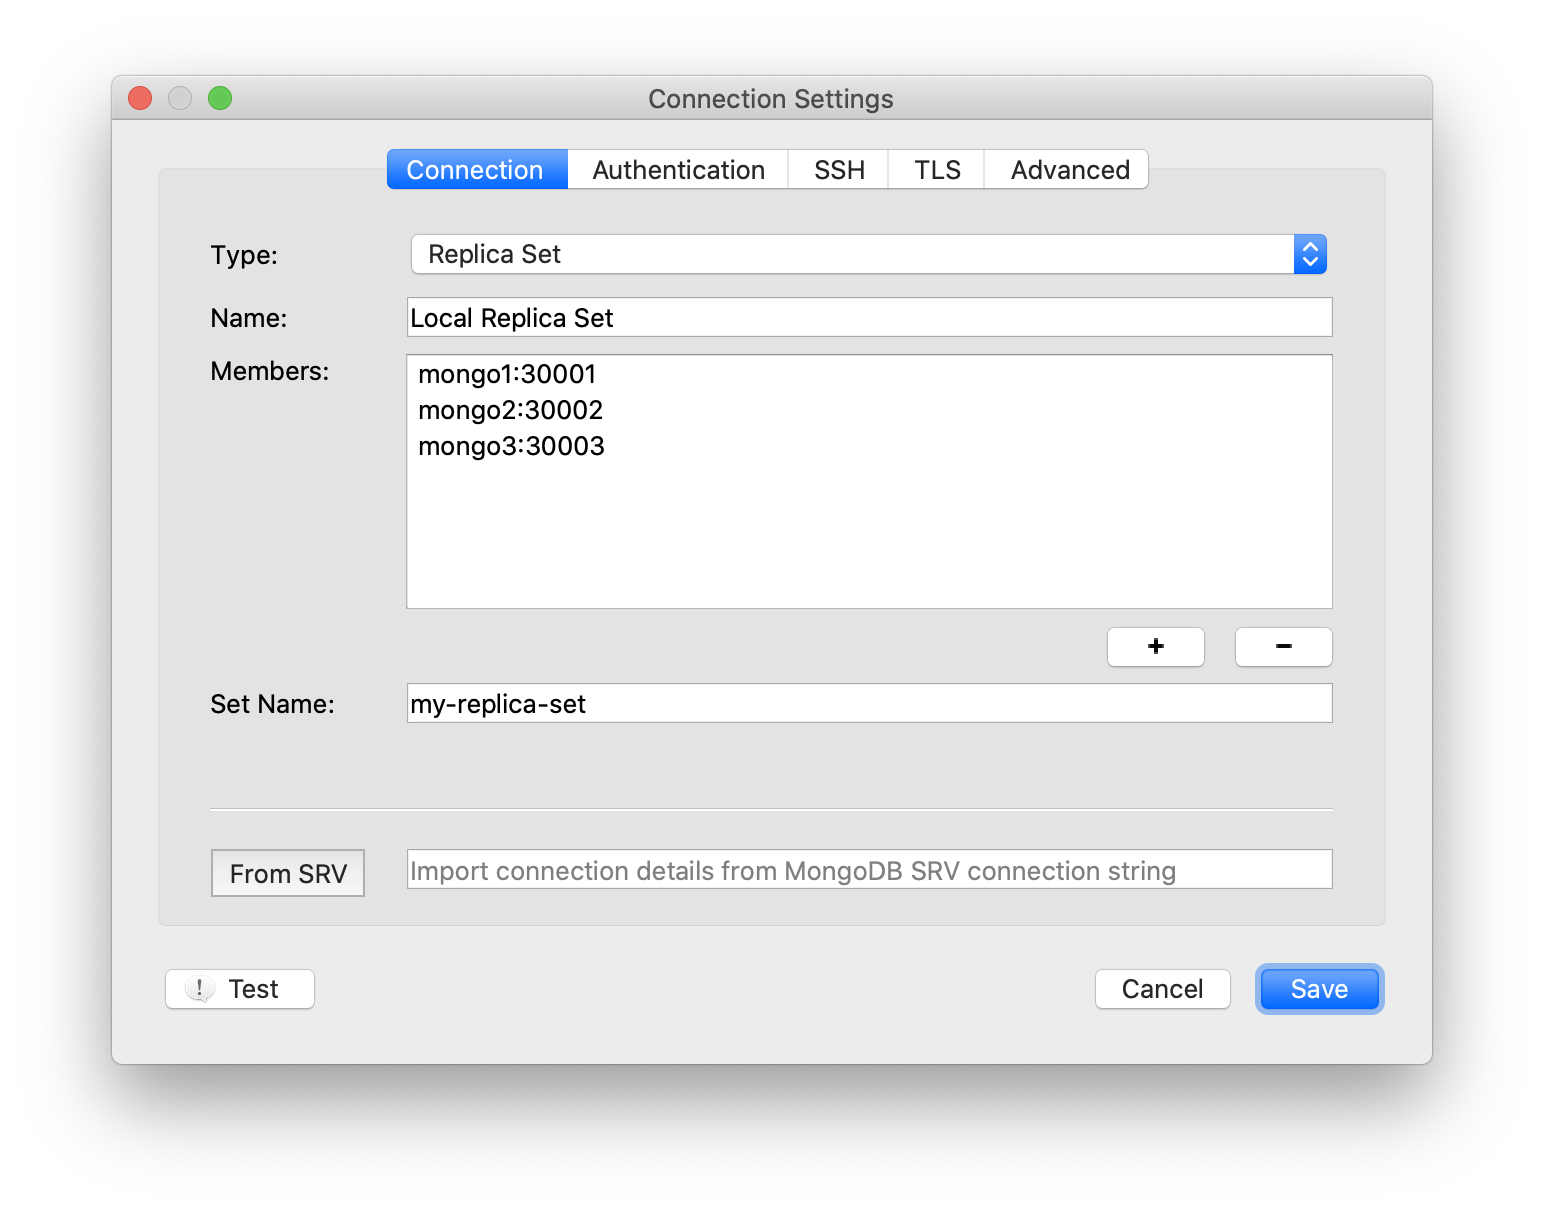 Connection Settings
Connection Authentication SSH TLS Advanced
Type: Replica Set
Name: Local Replica Set
Members: mongo1:30001
mongo2:30002
mongo3:30003
+ -
Set Name: my-replica-set
From SRV Import connection details from MongoDB SRV connection string
! Test Cancel Save